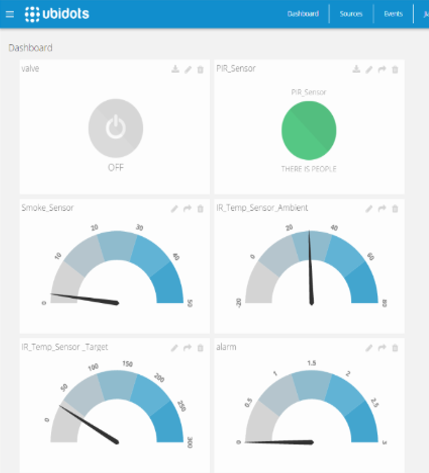 ubidots
Dashboard Sources Events
Dashboard
valve
OFF
PIR_Sensor
PIR_Sensor
THERE IS PEOPLE
Smoke_Sensor
0 10 20 30 40 50
IR_Temp_Sensor_Ambient
-20 0 20 40 60 80
IR_Temp_Sensor _Target
0 50 100 150 200 250 300
alarm
0 0.5 1 1.5 2 2.5 3